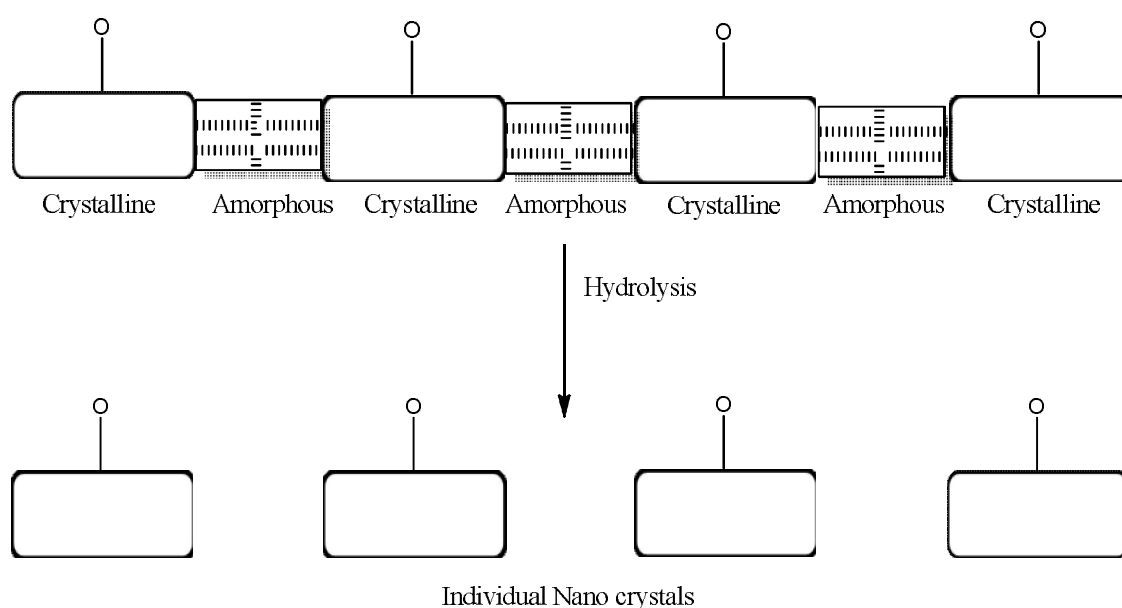 O O O O
Crystalline Amorphous Crystalline Amorphous Crystalline Amorphous Crystalline
Hydrolysis
O O O O
Individual Nano crystals